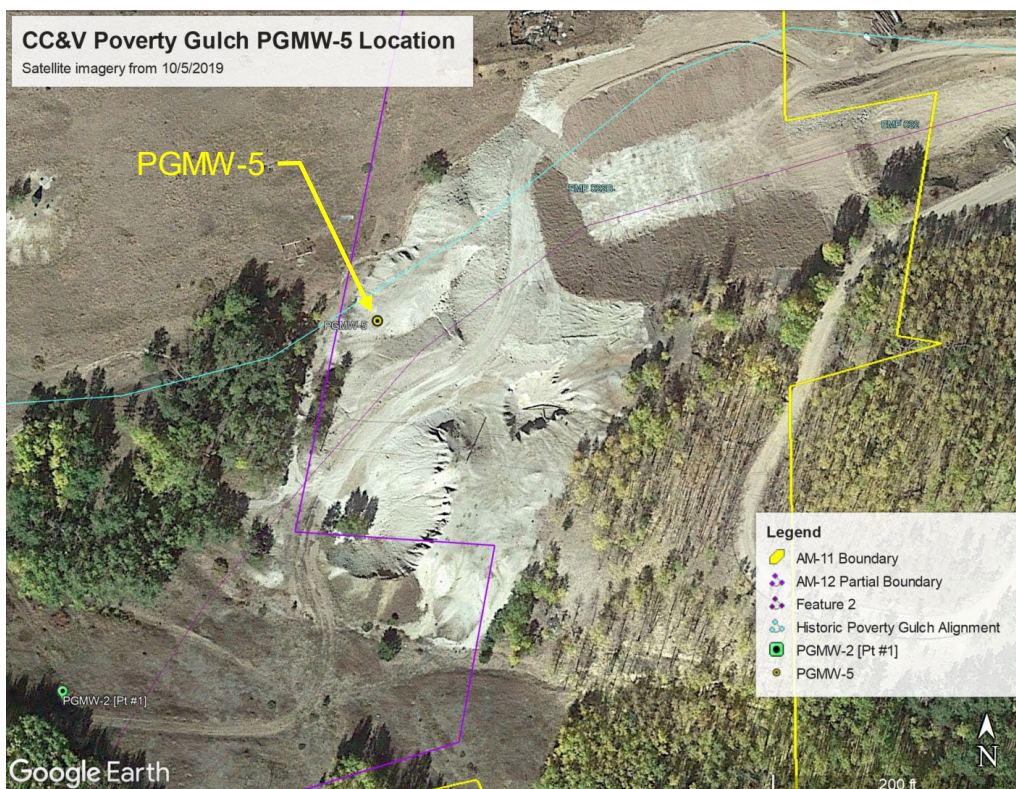 CC&V Poverty Gulch PGMW-5 Location
Satellite imagery from 10/5/2019
PGMW-5
PGMW-5
PGMW-2 [Pt #1]
Legend
AM-11 Boundary
AM-12 Partial Boundary
Feature 2
Historic Poverty Gulch Alignment
PGMW-2 [Pt #1]
PGMW-5
N
Google Earth
200 ft